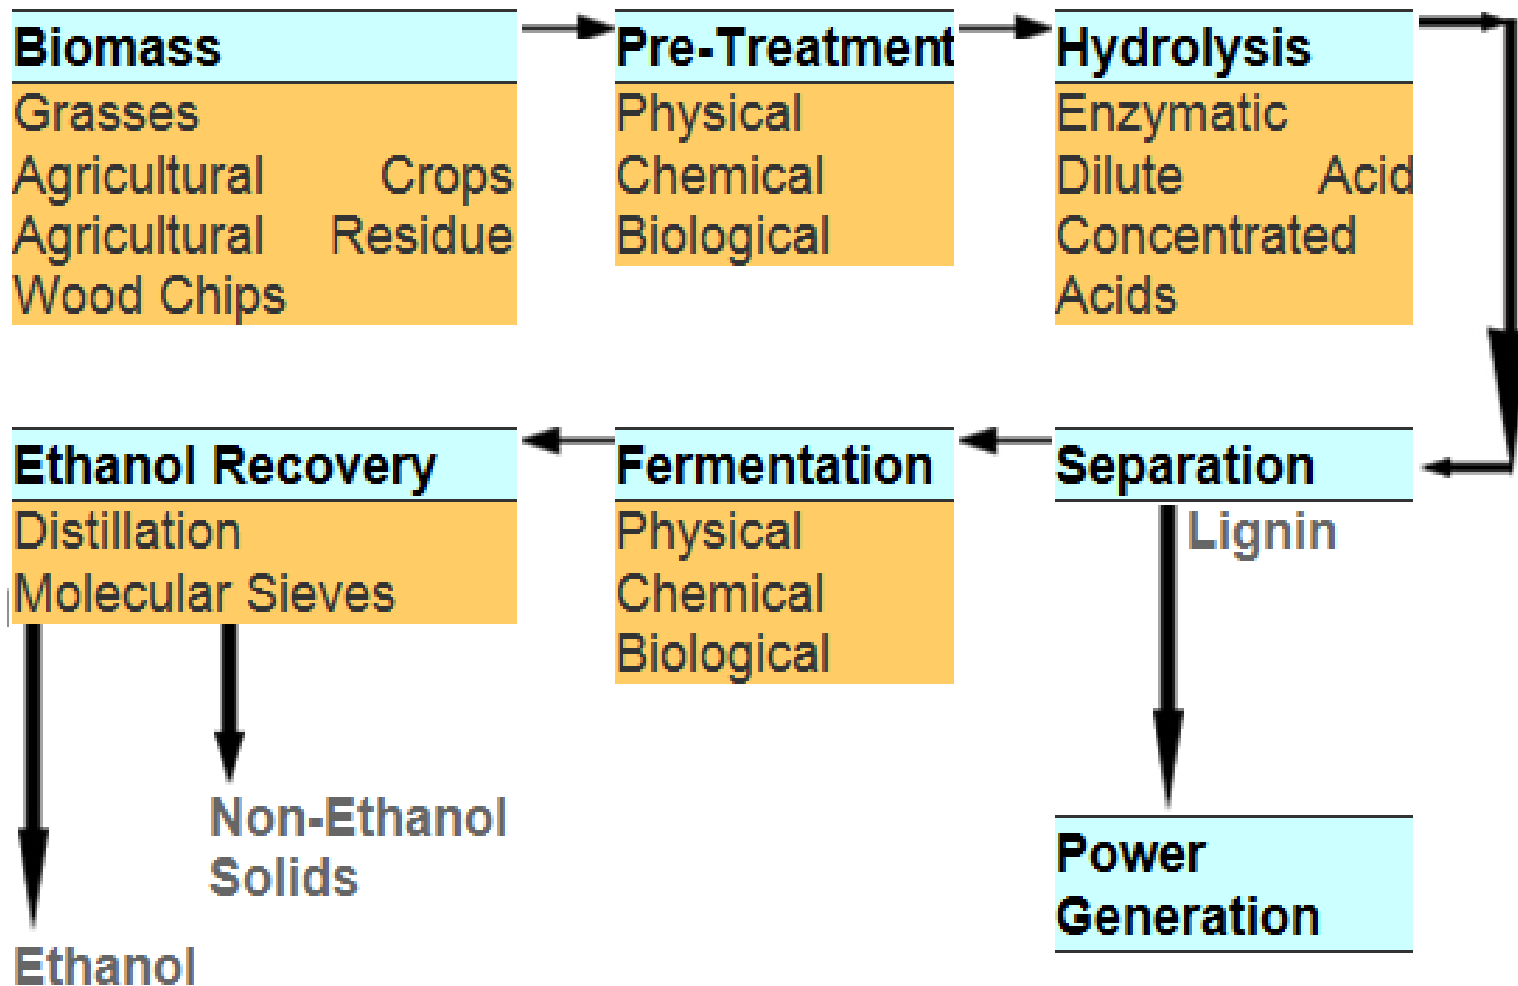 Biomass
Grasses
Agricultural Crops
Agricultural Residue
Wood Chips
Pre-Treatment
Physical
Chemical
Biological
Hydrolysis
Enzymatic
Dilute Acid
Concentrated
Acids
Ethanol Recovery
Distillation
Molecular Sieves
Fermentation
Physical
Chemical
Biological
Separation
Lignin
Non-Ethanol
Solids
Ethanol
Power
Generation